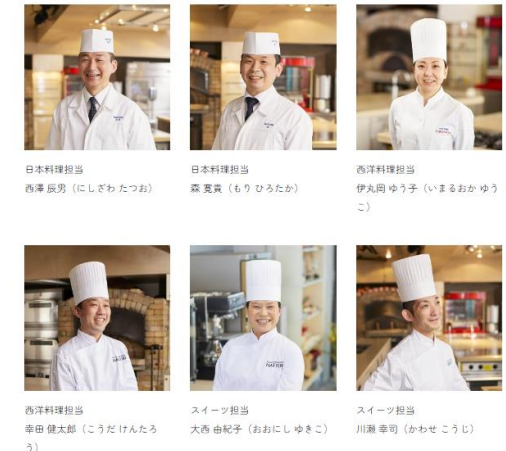 日本料理担当
西澤 辰男（にしざわ たつお）
日本料理担当
森 寛貴（もり ひろたか）
西洋料理担当
伊丸岡 ゆう子（いまるおか ゆう
こ）
西洋料理担当
幸田 健太郎（こうだ けんたろ
う）
スイーツ担当
大西 由紀子（おおにし ゆきこ）
スイーツ担当
川瀬 幸司（かわせ こうじ）